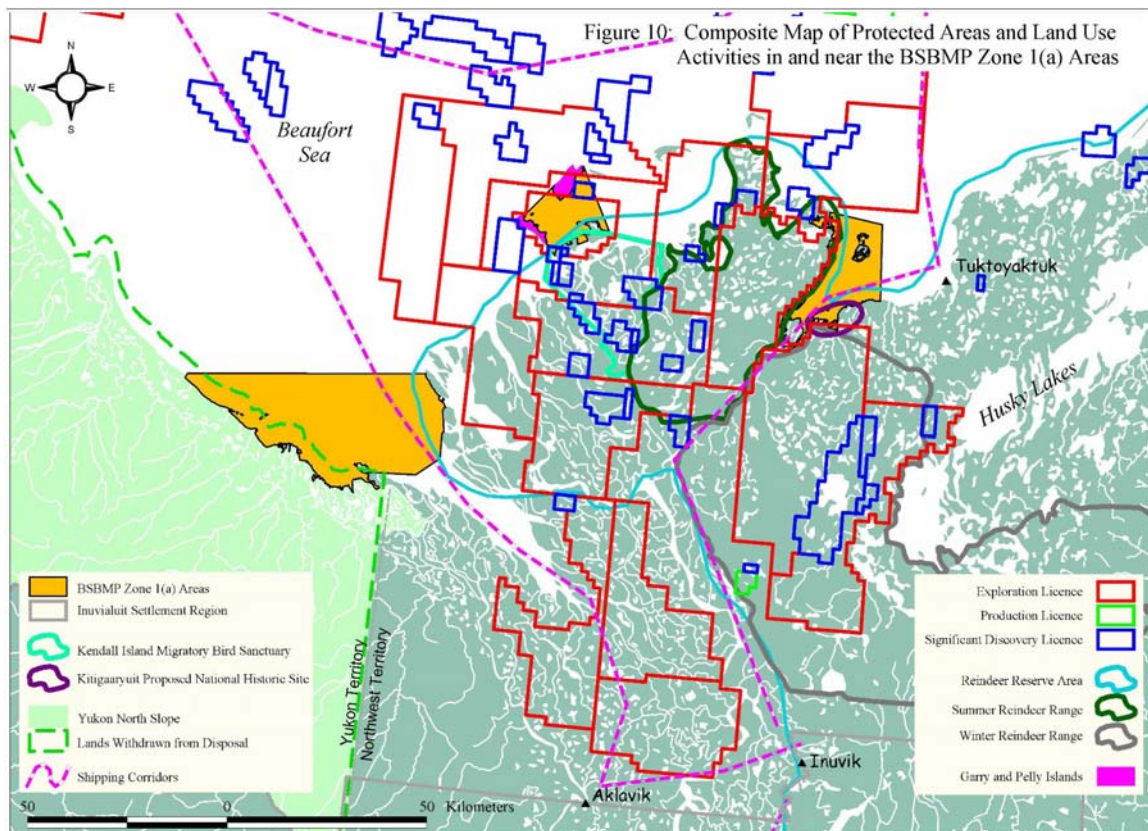 Figure 10: Composite Map of Protected Areas and Land Use
Activities in and near the BSBMP Zone 1(a) Areas
N
W E
S
Beaufort
Sea
Tuktoyaktuk
Husky Lakes
BSBMP Zone 1(a) Areas
Inuvialuit Settlement Region
Kendall Island Migratory Bird Sanctuary
Kitigaaryuit Proposed National Historic Site
Yukon North Slope
Lands Withdrawn from Disposal
Shipping Corridors
Yukon Territory
Northwest Territory
Exploration Licence
Production Licence
Significant Discovery Licence
Reindeer Reserve Area
Summer Reindeer Range
Winter Reindeer Range
Garry and Pelly Islands
Inuvik
Aklavik
50 0 50 Kilometers